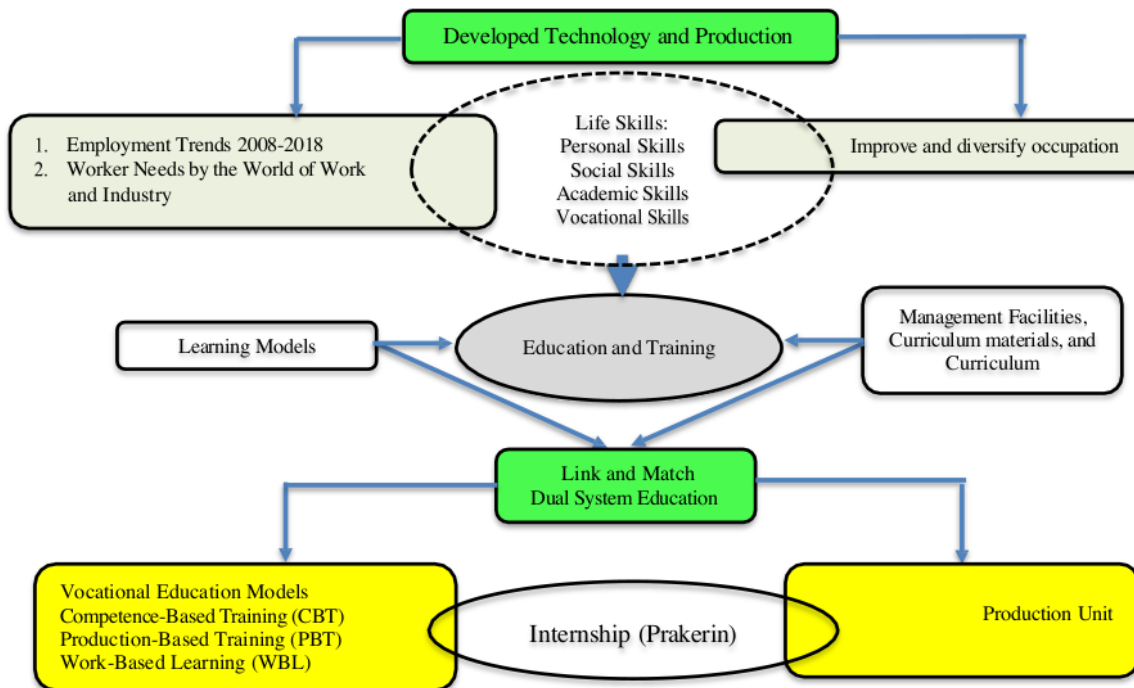 Developed Technology and Production
1. Employment Trends 2008-2018
2. Worker Needs by the World of Work
and Industry
Life Skills:
Personal Skills
Social Skills
Academic Skills
Vocational Skills
Improve and diversify occupation
Learning Models
Education and Training
Management Facilities,
Curriculum materials, and
Curriculum
Link and Match
Dual System Education
Vocational Education Models
Competence-Based Training (CBT)
Production-Based Training (PBT)
Work-Based Learning (WBL)
Internship (Prakerin)
Production Unit